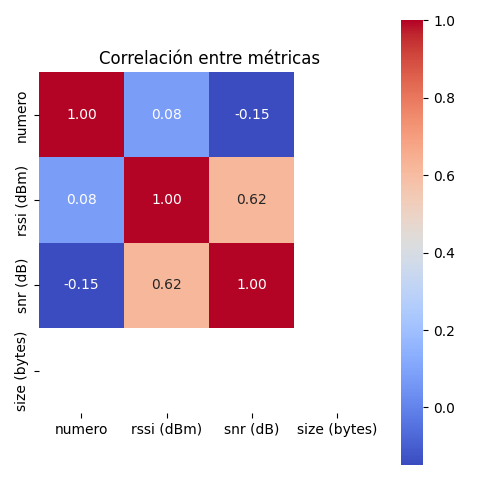 Correlación entre métricas
numero
1.00 0.08 -0.15
rssi (dBm)
0.08 1.00 0.62
snr (dB)
-0.15 0.62 1.00
size (bytes)
numero rssi (dBm) snr (dB) size (bytes)
1.0
0.8
0.6
0.4
0.2
0.0